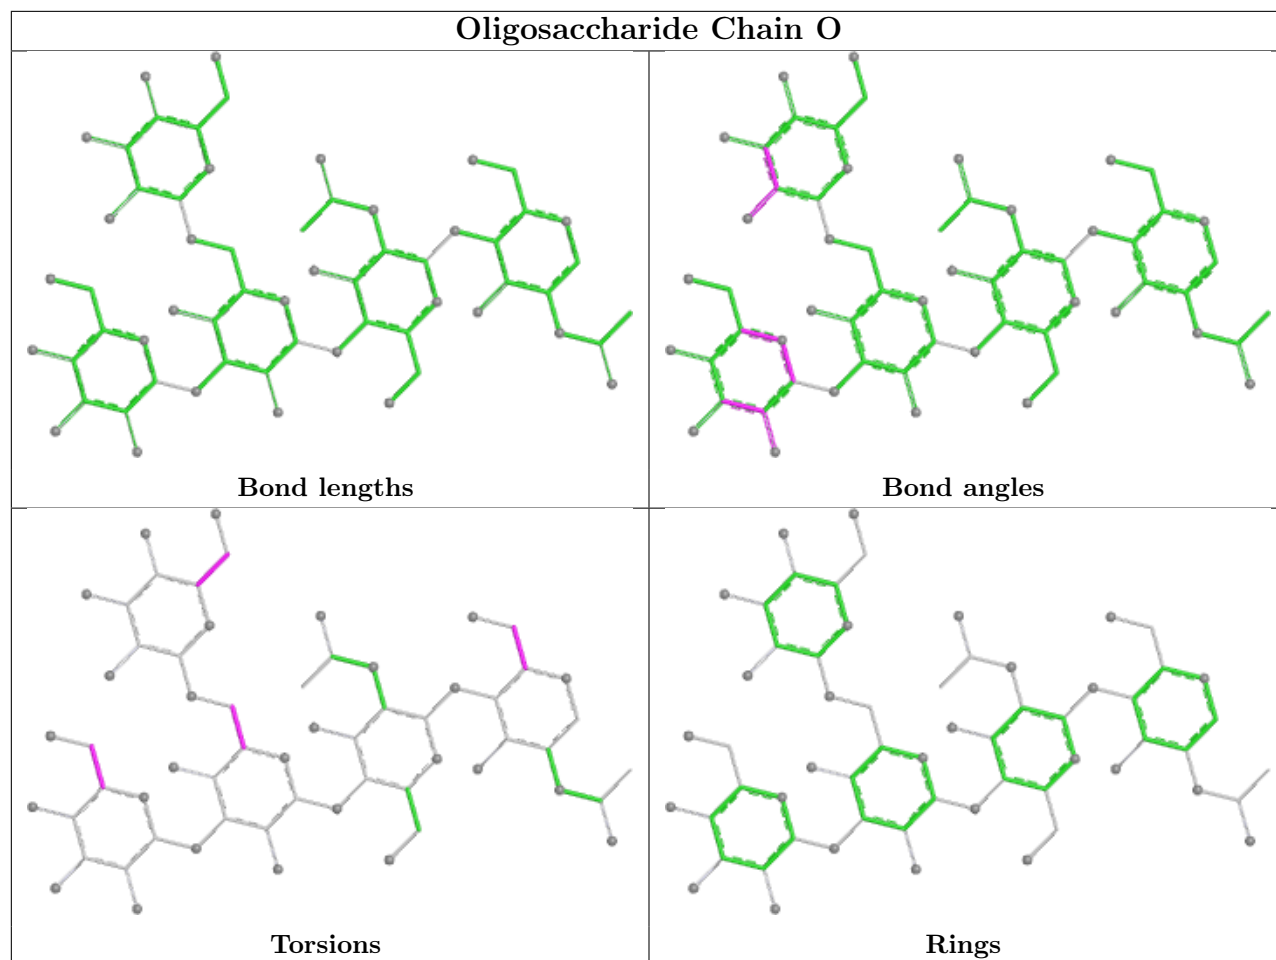 Oligosaccharide Chain O
Bond lengths
Bond angles
Torsions
Rings